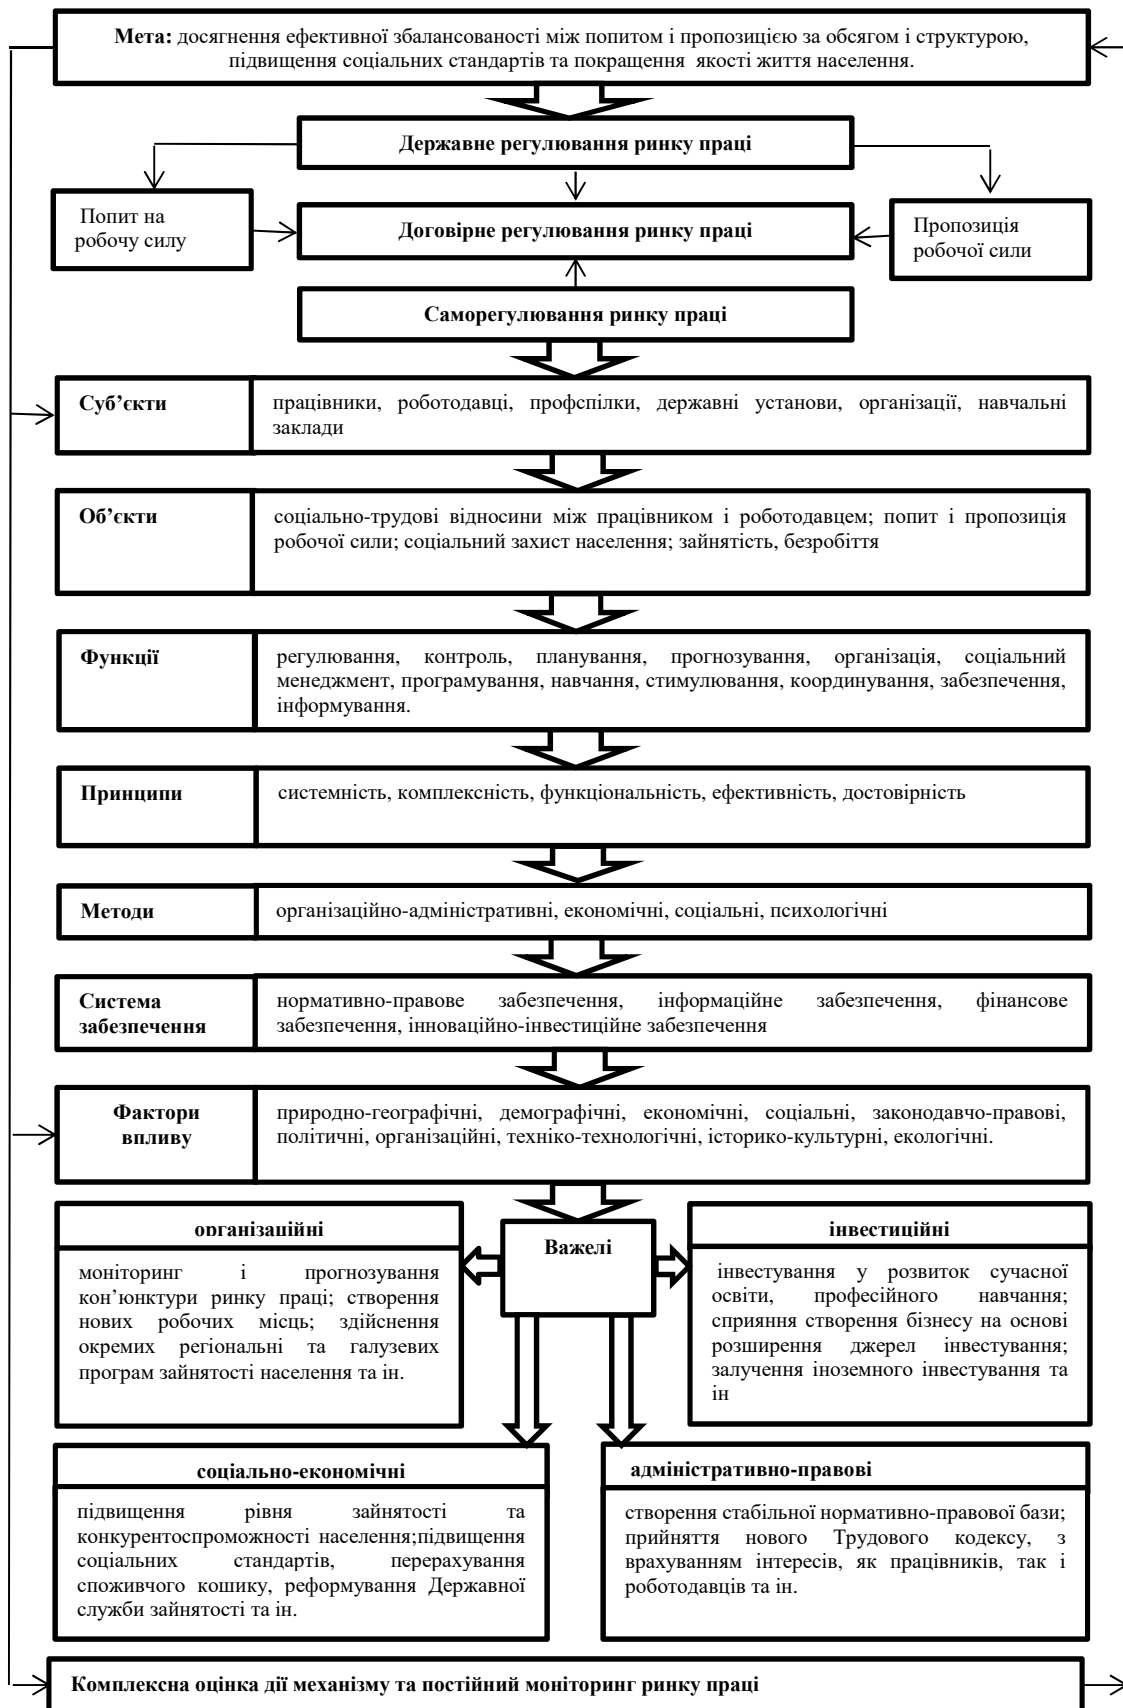 Мета: досягнення ефективної збалансованості між попитом і пропозицією за обсягом і структурою,
підвищення соціальних стандартів та покращення якості життя населення.
Державне регулювання ринку праці
Попит на
робочу силу
Договірне регулювання ринку праці
Пропозиція
робочої сили
Саморегулювання ринку праці
Суб’єкти
працівники, роботодавці, профспілки, державні установи, організації, навчальні
заклади
Об’єкти
соціально-трудові відносини між працівником і роботодавцем; попит і пропозиція
робочої сили; соціальний захист населення; зайнятість, безробіття
Функції
регулювання, контроль, планування, прогнозування, організація, соціальний
менеджмент, програмування, навчання, стимулювання, координування, забезпечення,
інформування.
Принципи
системність, комплексність, функціональність, ефективність, достовірність
Методи
організаційно-адміністративні, економічні, соціальні, психологічні
Система
забезпечення
нормативно-правове забезпечення, інформаційне забезпечення, фінансове
забезпечення, інноваційно-інвестиційне забезпечення
Фактори
впливу
природно-географічні, демографічні, економічні, соціальні, законодавчо-правові,
політичні, організаційні, техніко-технологічні, історико-культурні, екологічні.
Важелі
організаційні
моніторинг і прогнозування
кон’юнктури ринку праці; створення
нових робочих місць; здійснення
окремих регіональні та галузевих
програм зайнятості населення та ін.
інвестиційні
інвестування у розвиток сучасної
освіти, професійного навчання;
сприяння створення бізнесу на основі
розширення джерел інвестування;
залучення іноземного інвестування та
ін
соціально-економічні
підвищення рівня зайнятості та
конкурентоспроможності населення;підвищення
соціальних стандартів, перерахування
споживчого кошику, реформування Державної
служби зайнятості та ін.
адміністративно-правові
створення стабільної нормативно-правової бази;
прийняття нового Трудового кодексу, з
врахуванням інтересів, як працівників, так і
роботодавців та ін.
Комплексна оцінка дії механізму та постійний моніторинг ринку праці